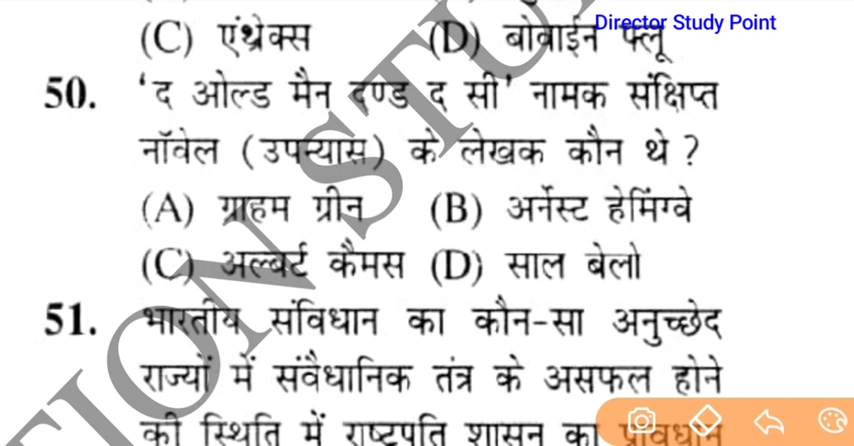 Director Study Point
(C) एंथ्रेक्स (D) बोवाईन फ्लू
50. 'द ओल्ड मैन एण्ड द सी' नामक संक्षिप्त
नॉवेल (उपन्यास) के लेखक कौन थे ?
(A) ग्राहम ग्रीन (B) अर्नेस्ट हेमिंग्वे
(C) अल्बर्ट कैमस (D) साल बेलो
51. भारतीय संविधान का कौन-सा अनुच्छेद
राज्यों में संवैधानिक तंत्र के असफल होने
की स्थिति में राष्ट्रपति शासन का प्रावधान